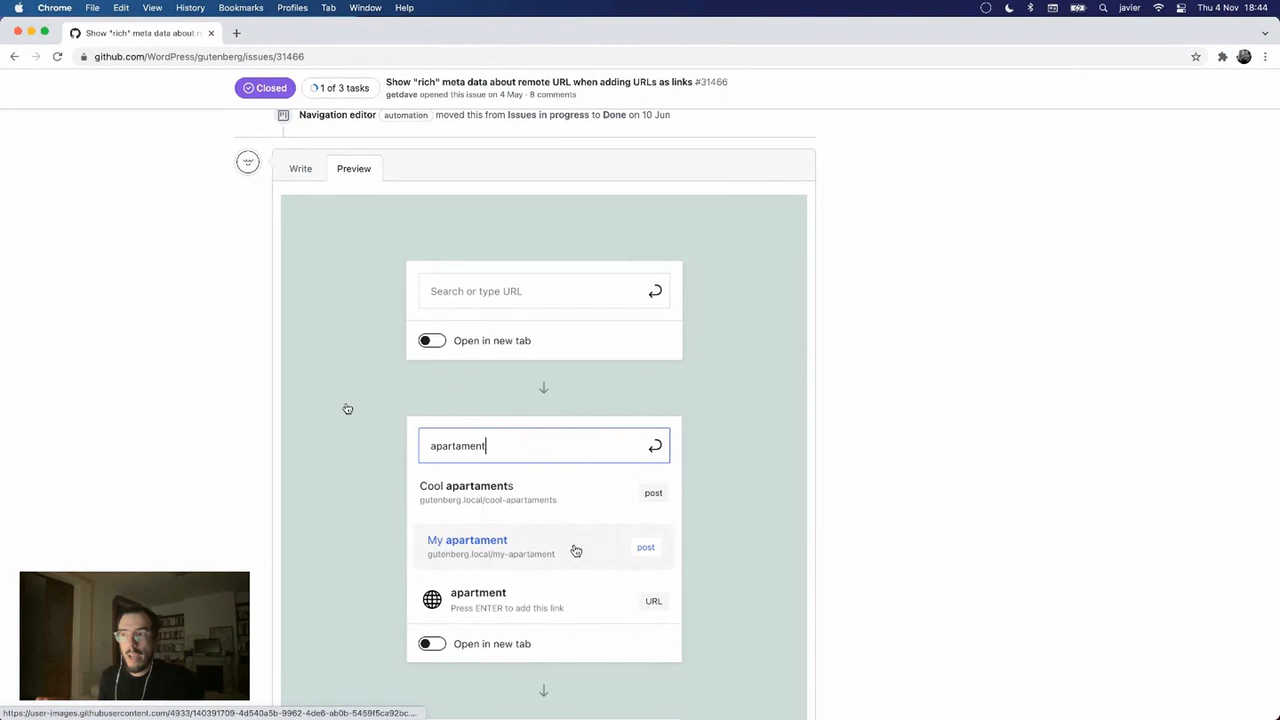 Chrome File Edit View History Bookmarks Profiles Tab Window Help javier Thu 4 Nov 18:44
Show "rich" meta data about r
github.com/WordPress/gutenberg/issues/31466
Closed
1 of 3 tasks
Show "rich" meta data about remote URL when adding URLs as links #31466
getdave opened this issue on 4 May · 8 comments
Navigation editor automation moved this from Issues in progress to Done on 10 Jun
Write Preview
Search or type URL
Open in new tab
apartament
Cool apartaments
gutenberg.local/cool-apartaments
post
My apartament
gutenberg.local/my-apartament
post
apartment
Press ENTER to add this link
URL
Open in new tab
https://user-images.githubusercontent.com/4933/140391709-4d540a5b-9962-4de6-ab0b-5459f5ca92bc....